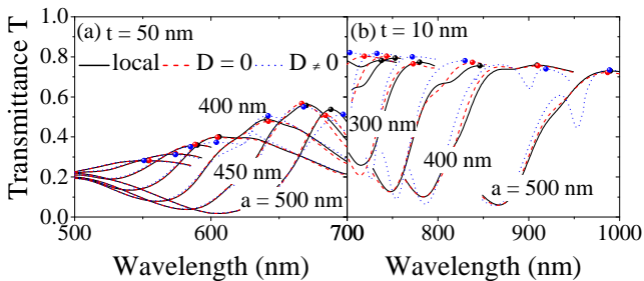 (a) t = 50 nm
(b) t = 10 nm
local D = 0 D ≠ 0
400 nm
450 nm
a = 500 nm
300 nm
400 nm
a = 500 nm
Transmittance T
1.0
0.8
0.6
0.4
0.2
0.0
500 600 700
700 800 900 1000
Wavelength (nm)
Wavelength (nm)